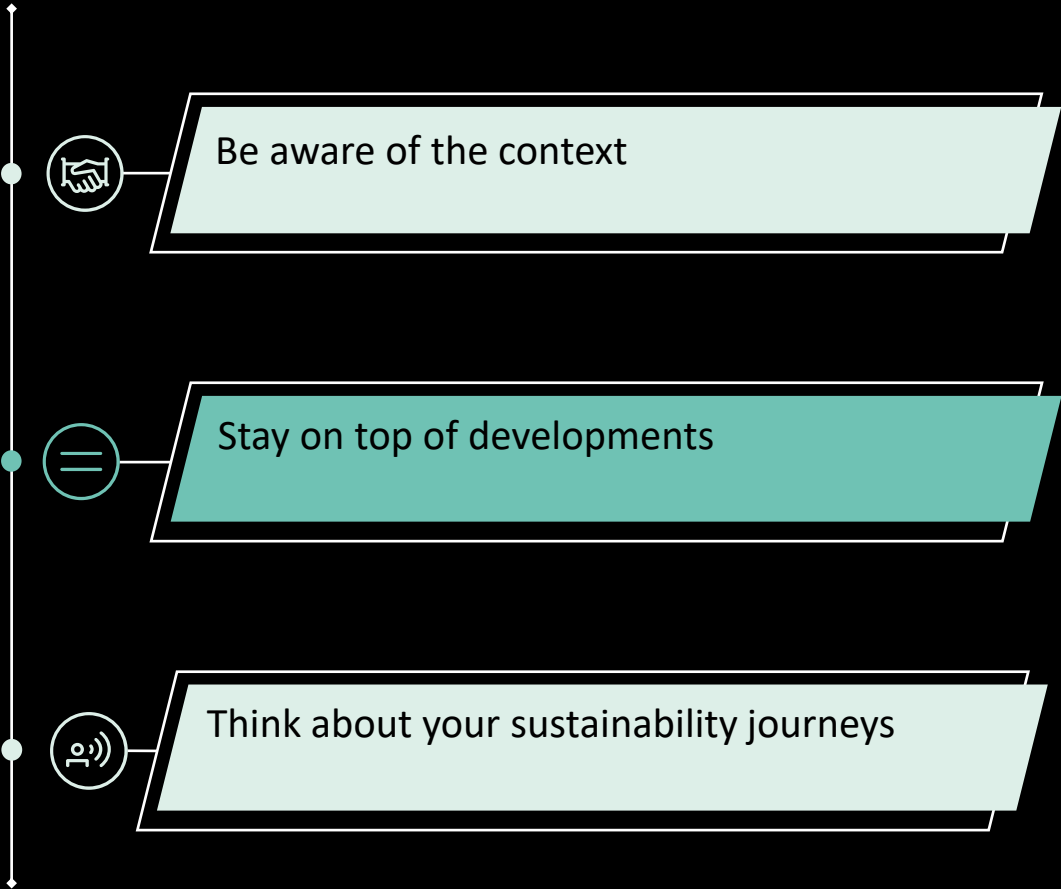 Be aware of the context
Stay on top of developments
Think about your sustainability journeys